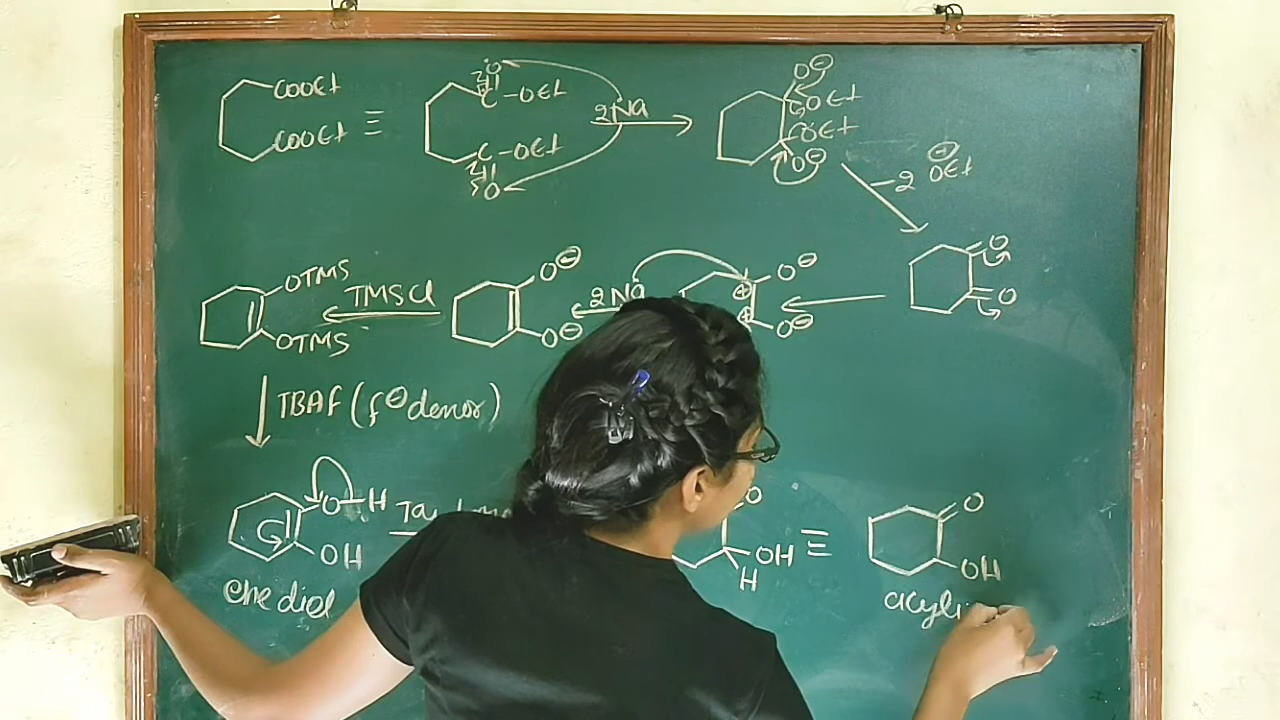 COOEt
COOEt
≡
O
C-OEt
C-OEt
O
2Na
O⊖
OEt
OEt
O⊖
-2 ⊖OEt
OTMS
OTMS
TMSCl
O⊖
O⊖
2Na
⊕
⊕
O⊖
O⊖
O
O
TBAF (f⊖ donor)
O-H
OH
ene diol
O
OH
H
≡
O
OH